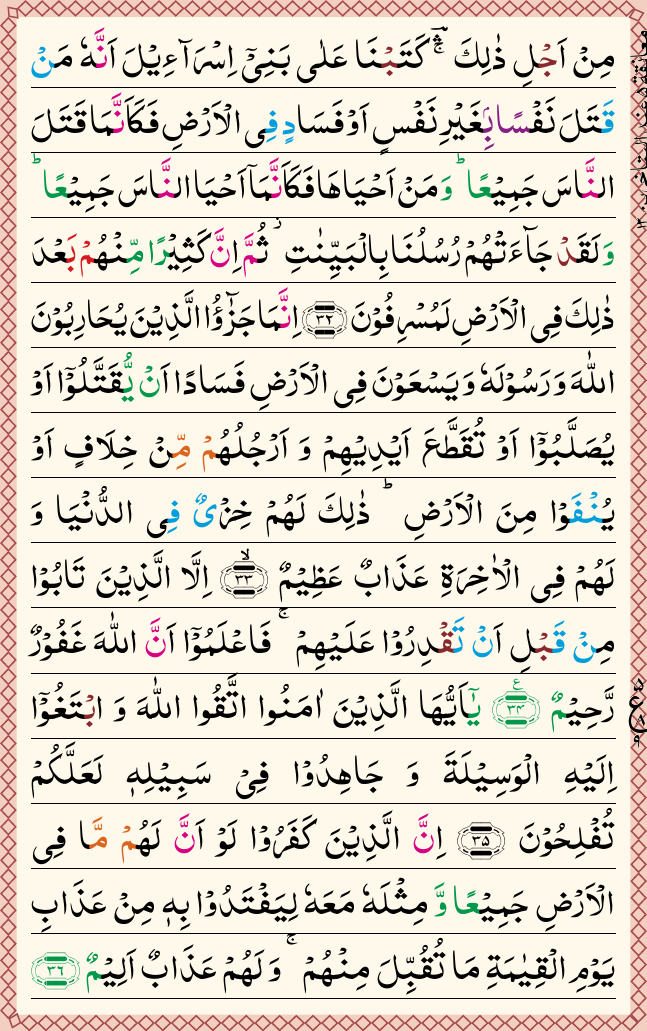 مِنۡ اَجۡلِ ذٰلِكَ ۛۚ كَتَبۡنَا عَلٰى بَنِىۡۤ اِسۡرَآءِيۡلَ اَنَّهٗ مَنۡ
قَتَلَ نَفۡسًۢا بِغَيۡرِ نَفۡسٍ اَوۡ فَسَادٍ فِى الۡاَرۡضِ فَكَاَنَّمَا قَتَلَ
النَّاسَ جَمِيۡعًا ؕ وَمَنۡ اَحۡيَاهَا فَكَاَنَّمَاۤ اَحۡيَا النَّاسَ جَمِيۡعًا ؕ
وَلَقَدۡ جَآءَتۡهُمۡ رُسُلُنَا بِالۡبَيِّنٰتِ ۫ ثُمَّ اِنَّ كَثِيۡرًا مِّنۡهُمۡ بَعۡدَ
ذٰلِكَ فِى الۡاَرۡضِ لَمُسۡرِفُوۡنَ ﴿۳۲﴾ اِنَّمَا جَزٰٓؤُا الَّذِيۡنَ يُحَارِبُوۡنَ
اللّٰهَ وَرَسُوۡلَهٗ وَيَسۡعَوۡنَ فِى الۡاَرۡضِ فَسَادًا اَنۡ يُّقَتَّلُوۡۤا اَوۡ
يُصَلَّبُوۡۤا اَوۡ تُقَطَّعَ اَيۡدِيۡهِمۡ وَ اَرۡجُلُهُمۡ مِّنۡ خِلَافٍ اَوۡ
يُنۡفَوۡا مِنَ الۡاَرۡضِ ؕ ذٰلِكَ لَهُمۡ خِزۡىٌ فِى الدُّنۡيَا وَ
لَهُمۡ فِى الۡاٰخِرَةِ عَذَابٌ عَظِيۡمٌ ۙ﴿۳۳﴾ اِلَّا الَّذِيۡنَ تَابُوۡا
مِنۡ قَبۡلِ اَنۡ تَقۡدِرُوۡا عَلَيۡهِمۡ ۚ فَاعۡلَمُوۡۤا اَنَّ اللّٰهَ غَفُوۡرٌ
رَّحِيۡمٌ ﴿۳۴﴾ يٰۤـاَيُّهَا الَّذِيۡنَ اٰمَنُوا اتَّقُوا اللّٰهَ وَ ابۡتَغُوۡۤا
اِلَيۡهِ الۡوَسِيۡلَةَ وَ جَاهِدُوۡا فِىۡ سَبِيۡلِهٖ لَعَلَّكُمۡ
تُفۡلِحُوۡنَ ﴿۳۵﴾ اِنَّ الَّذِيۡنَ كَفَرُوۡا لَوۡ اَنَّ لَهُمۡ مَّا فِى
الۡاَرۡضِ جَمِيۡعًا وَّمِثۡلَهٗ مَعَهٗ لِيَفۡتَدُوۡا بِهٖ مِنۡ عَذَابِ
يَوۡمِ الۡقِيٰمَةِ مَا تُقُبِّلَ مِنۡهُمۡ ۚ وَلَهُمۡ عَذَابٌ اَلِيۡمٌ ﴿۳۶﴾